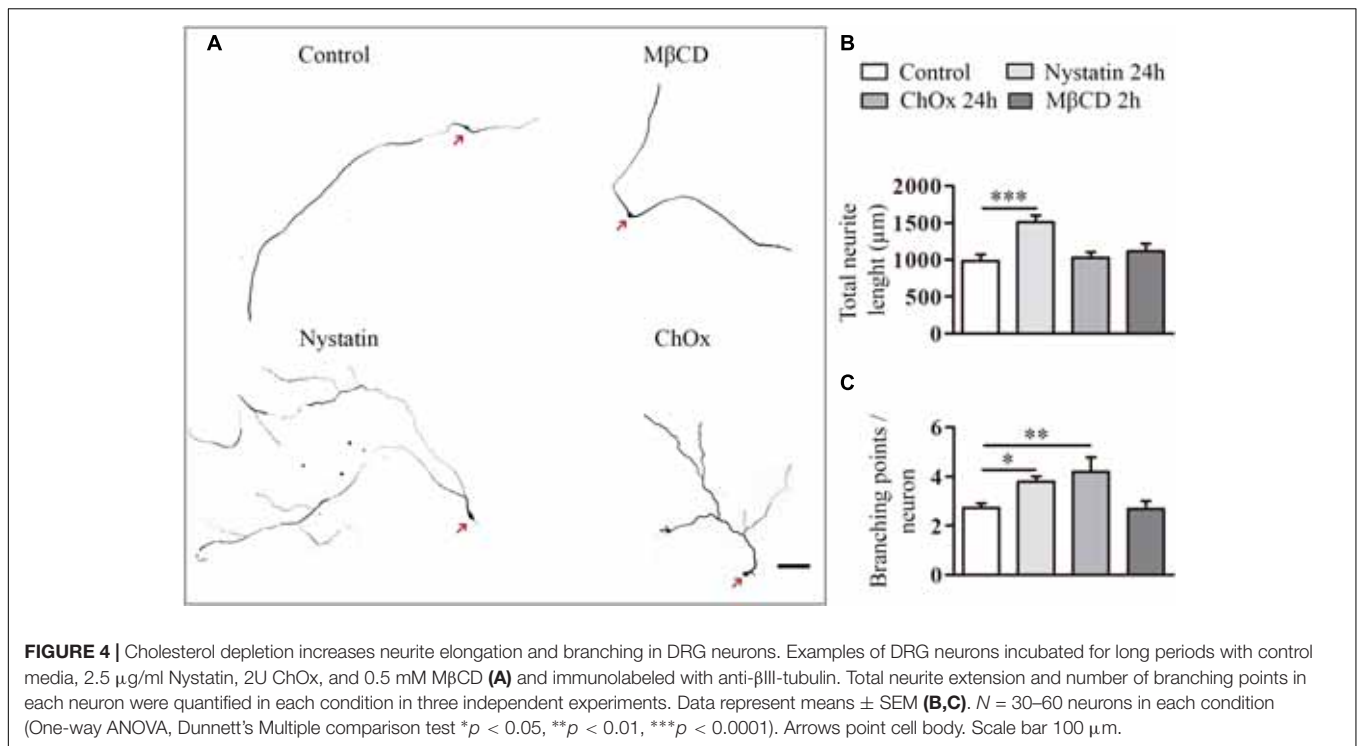 A
Control
MβCD
Nystatin
ChOx
B
Control Nystatin 24h
ChOx 24h MβCD 2h
Total neurite
lenght (µm)
2000
1500
1000
500
0
***
C
Branching points /
neuron
6
4
2
0
**
*
FIGURE 4 | Cholesterol depletion increases neurite elongation and branching in DRG neurons. Examples of DRG neurons incubated for long periods with control
media, 2.5 µg/ml Nystatin, 2U ChOx, and 0.5 mM MβCD (A) and immunolabeled with anti-βIII-tubulin. Total neurite extension and number of branching points in
each neuron were quantified in each condition in three independent experiments. Data represent means ± SEM (B,C). N = 30–60 neurons in each condition
(One-way ANOVA, Dunnett's Multiple comparison test *p < 0.05, **p < 0.01, ***p < 0.0001). Arrows point cell body. Scale bar 100 µm.